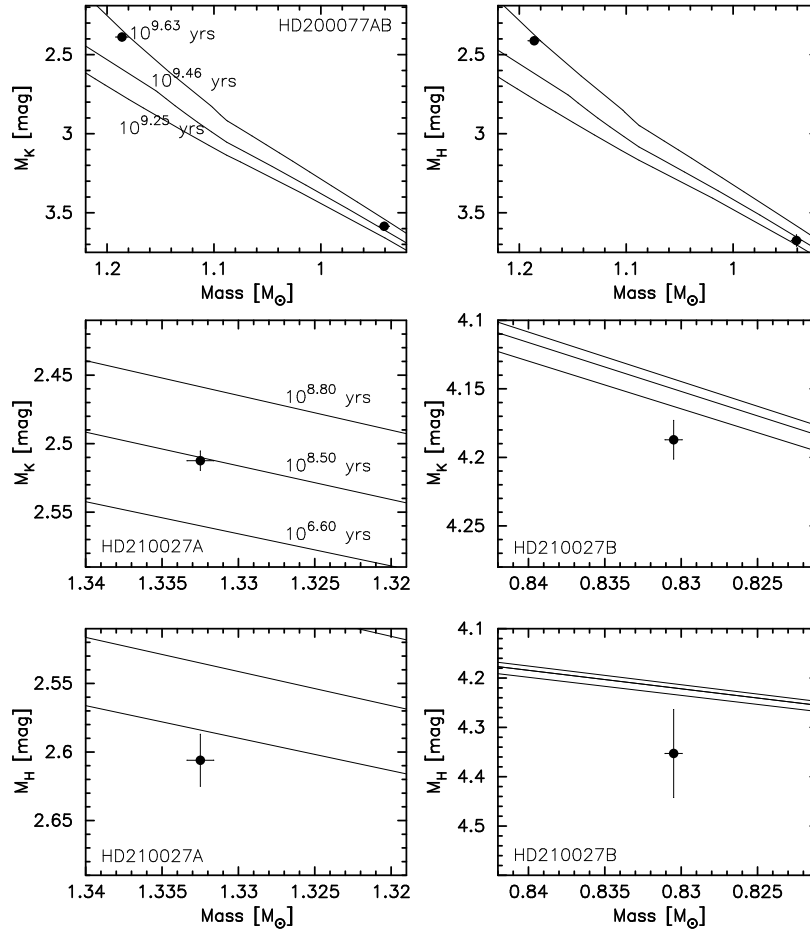 HD200077AB
10^9.63 yrs
10^9.46 yrs
10^9.25 yrs
2.5
3
3.5
M_K [mag]
1.2 1.1 1
Mass [M⊙]
2.5
3
3.5
M_H [mag]
1.2 1.1 1
Mass [M⊙]
2.45
2.5
2.55
M_K [mag]
10^8.80 yrs
10^8.50 yrs
10^6.60 yrs
HD210027A
1.34 1.335 1.33 1.325 1.32
4.1
4.15
4.2
4.25
M_K [mag]
HD210027B
0.84 0.835 0.83 0.825
2.55
2.6
2.65
M_H [mag]
HD210027A
1.34 1.335 1.33 1.325 1.32
Mass [M⊙]
4.1
4.2
4.3
4.4
4.5
M_H [mag]
HD210027B
0.84 0.835 0.83 0.825
Mass [M⊙]